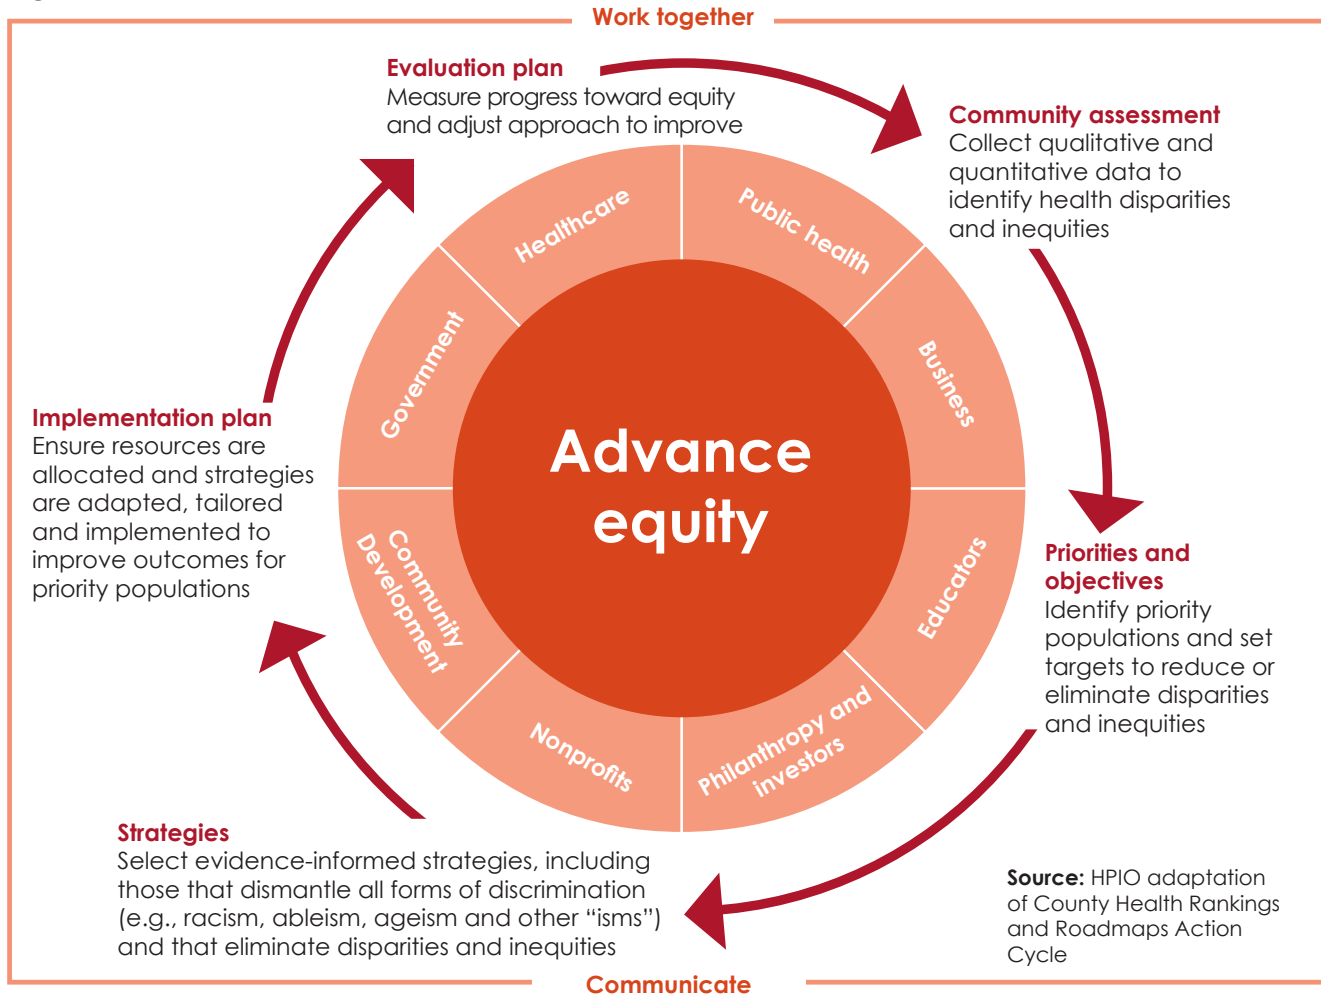 Work together
Evaluation plan
Measure progress toward equity
and adjust approach to improve
Community assessment
Collect qualitative and
quantitative data to
identify health disparities
and inequities
Priorities and
objectives
Identify priority
populations and set
targets to reduce or
eliminate disparities
and inequities
Strategies
Select evidence-informed strategies, including
those that dismantle all forms of discrimination
(e.g., racism, ableism, ageism and other “isms”)
and that eliminate disparities and inequities
Implementation plan
Ensure resources are
allocated and strategies
are adapted, tailored
and implemented to
improve outcomes for
priority populations
Healthcare
Public health
Business
Educators
Philanthropy and
investors
Nonprofits
Community
Development
Government
Advance
equity
Source: HPIO adaptation
of County Health Rankings
and Roadmaps Action
Cycle
Communicate